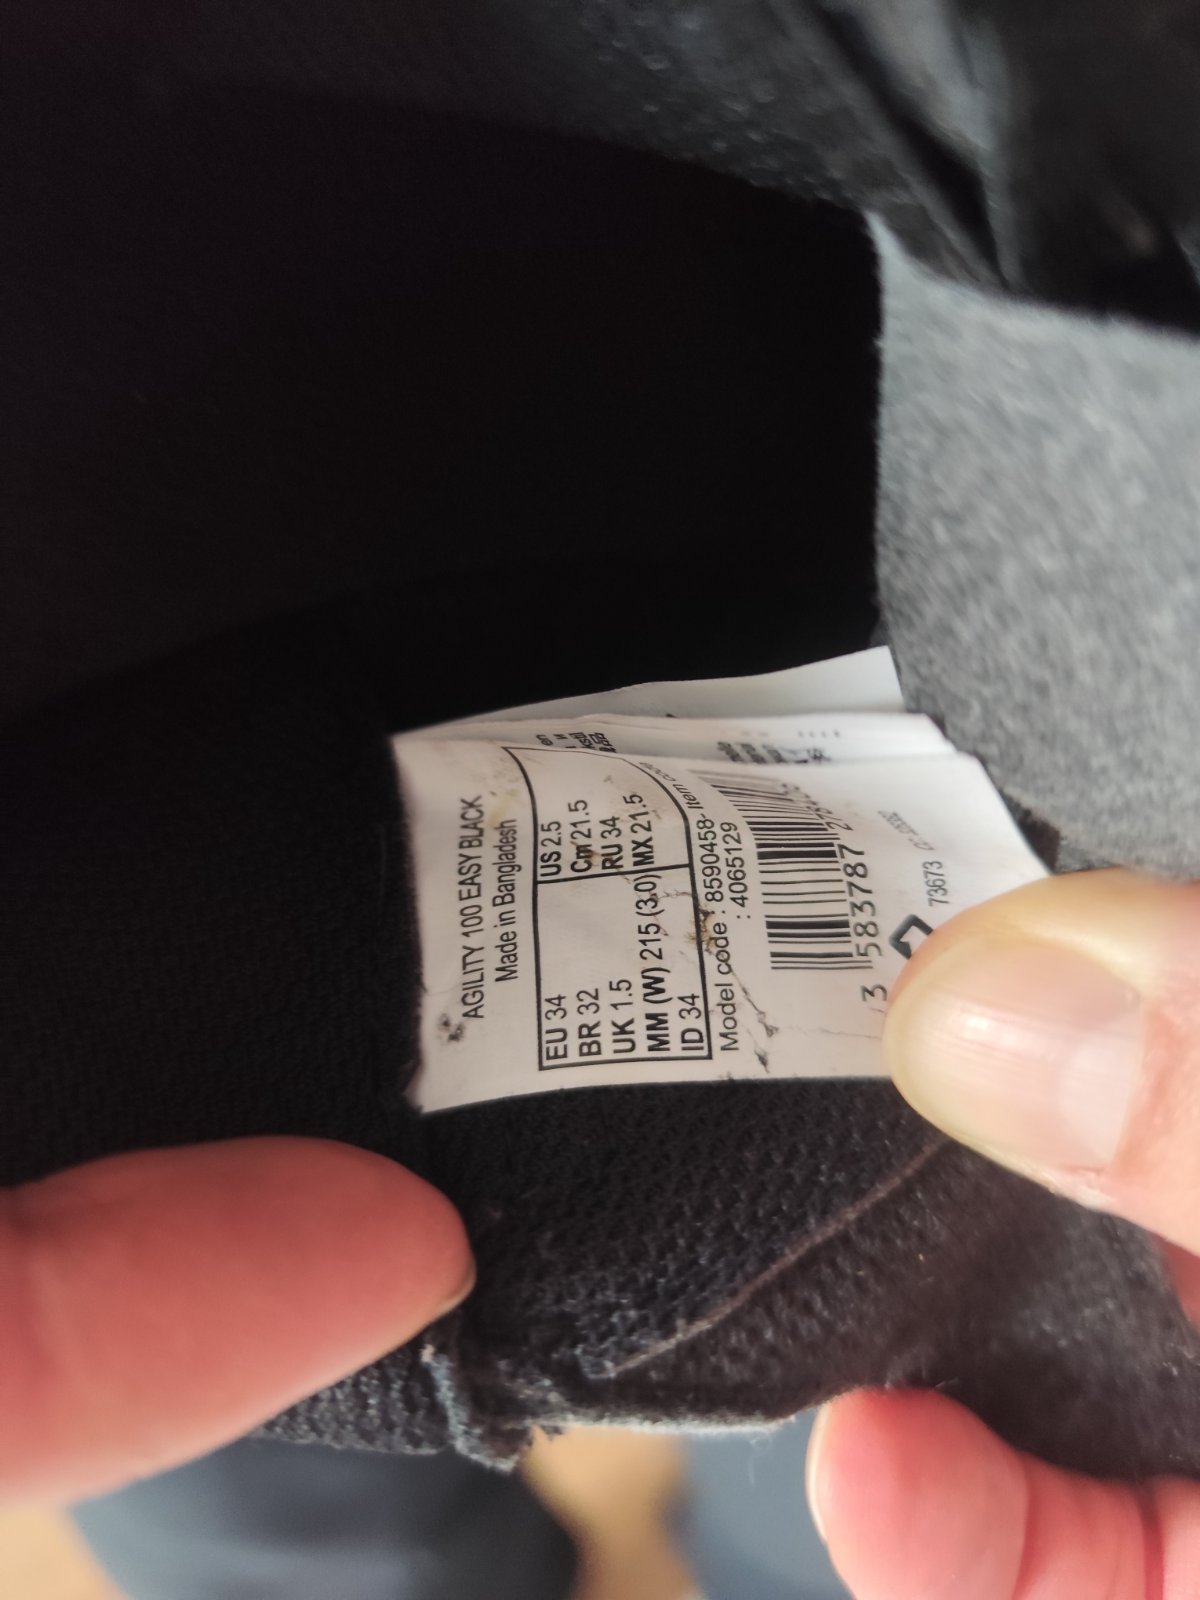 AGILITY 100 EASY BLACK
Made in Bangladesh
EU 34 US 2.5
BR 32 Cm 21.5
UK 1.5 RU 34
MM (W) 215 (3.0) MX 21.5
ID 34
Model code : 8590458 Item code
: 4065129
3 583787
73673